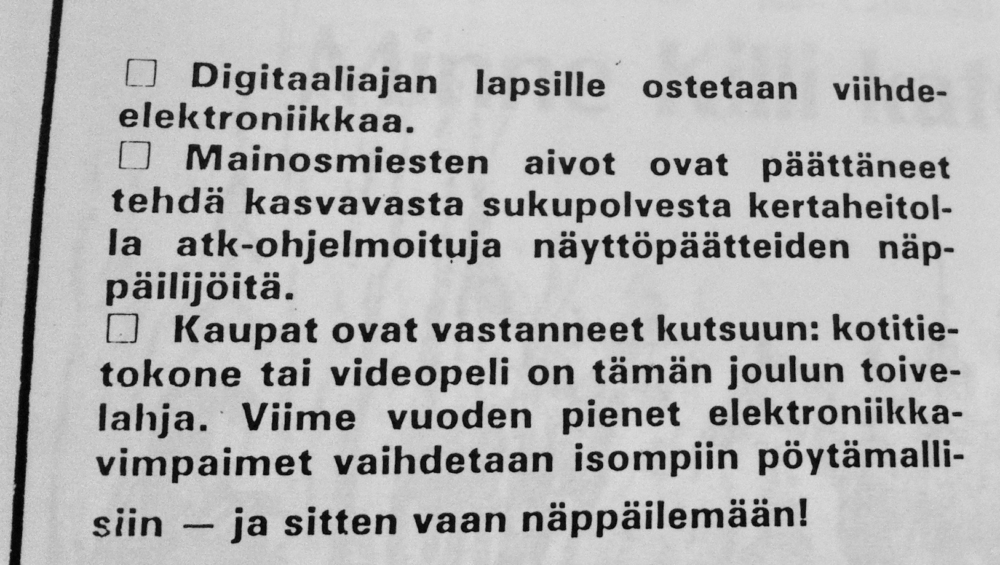 □ Digitaaliajan lapsille ostetaan viihde-
elektroniikkaa.
□ Mainosmiesten aivot ovat päättäneet
tehdä kasvavasta sukupolvesta kertaheitol-
la atk-ohjelmoituja näyttöpäätteiden näp-
päilijöitä.
□ Kaupat ovat vastanneet kutsuun: kotitie-
tokone tai videopeli on tämän joulun toive-
lahja. Viime vuoden pienet elektroniikka-
vimpaimet vaihdetaan isompiin pöytämalli-
siin — ja sitten vaan näppäilemään!